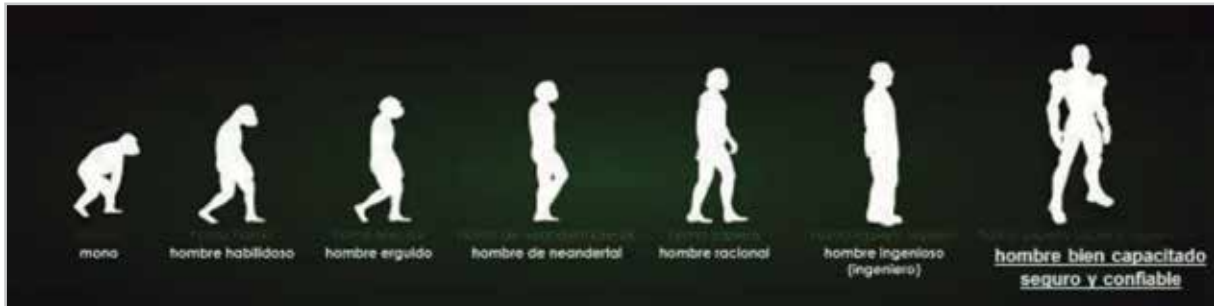 mono
hombre habilidoso
hombre erguido
hombre de neandertal
hombre racional
hombre ingenioso
(ingeniero)
hombre bien capacitado
seguro y confiable